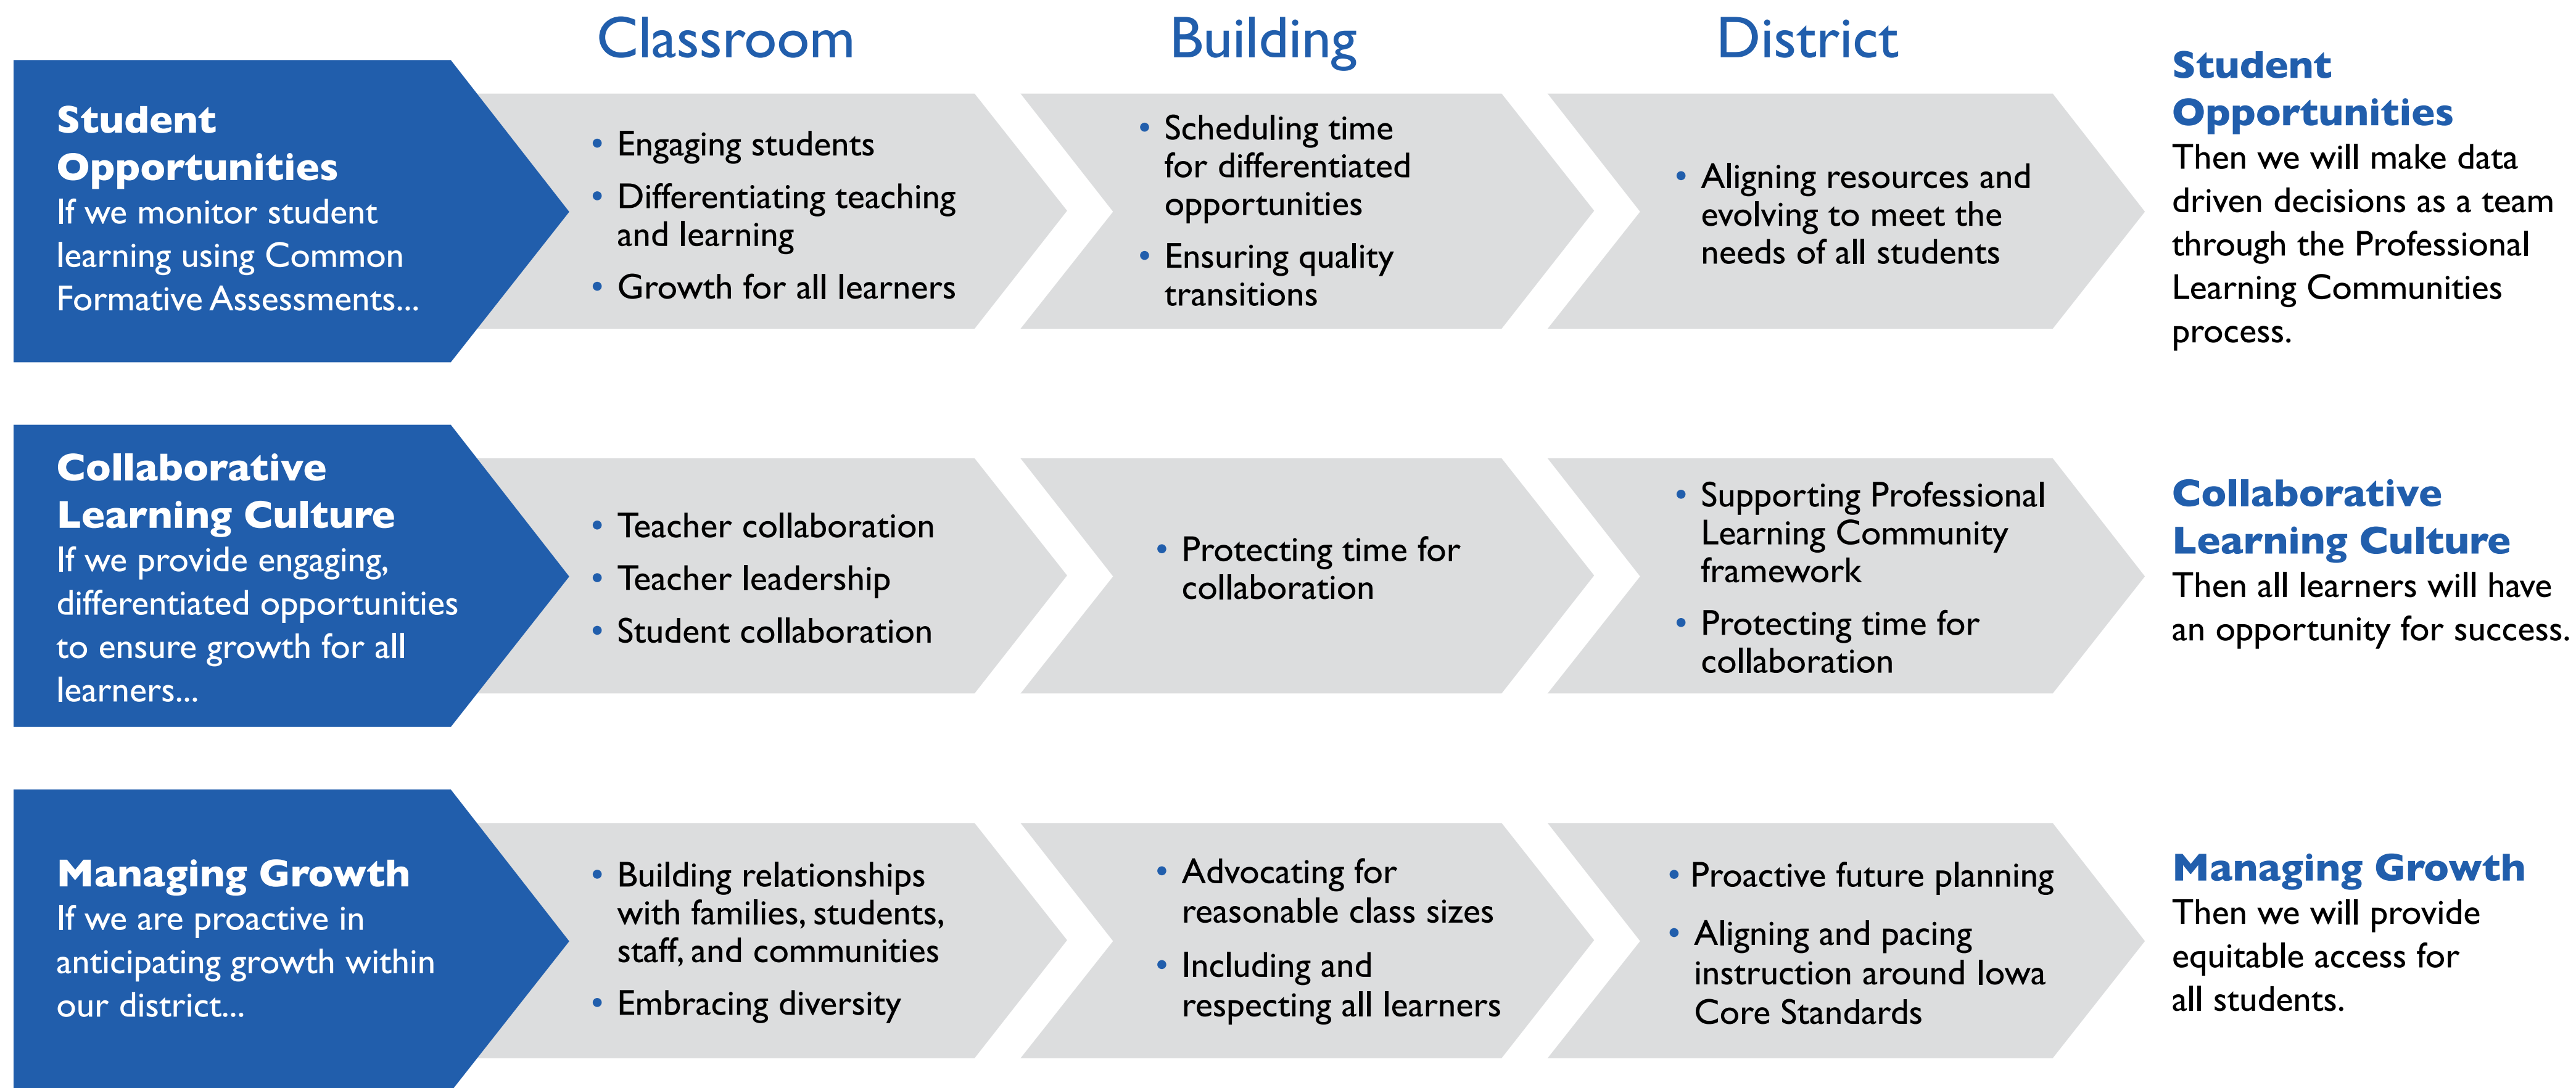 Classroom
Building
District
Student
Opportunities
If we monitor student
learning using Common
Formative Assessments...
• Engaging students
• Differentiating teaching
and learning
• Growth for all learners
• Scheduling time
for differentiated
opportunities
• Ensuring quality
transitions
• Aligning resources and
evolving to meet the
needs of all students
Student
Opportunities
Then we will make data
driven decisions as a team
through the Professional
Learning Communities
process.
Collaborative
Learning Culture
If we provide engaging,
differentiated opportunities
to ensure growth for all
learners...
• Teacher collaboration
• Teacher leadership
• Student collaboration
• Protecting time for
collaboration
• Supporting Professional
Learning Community
framework
• Protecting time for
collaboration
Collaborative
Learning Culture
Then all learners will have
an opportunity for success.
Managing Growth
If we are proactive in
anticipating growth within
our district...
• Building relationships
with families, students,
staff, and communities
• Embracing diversity
• Advocating for
reasonable class sizes
• Including and
respecting all learners
• Proactive future planning
• Aligning and pacing
instruction around Iowa
Core Standards
Managing Growth
Then we will provide
equitable access for
all students.